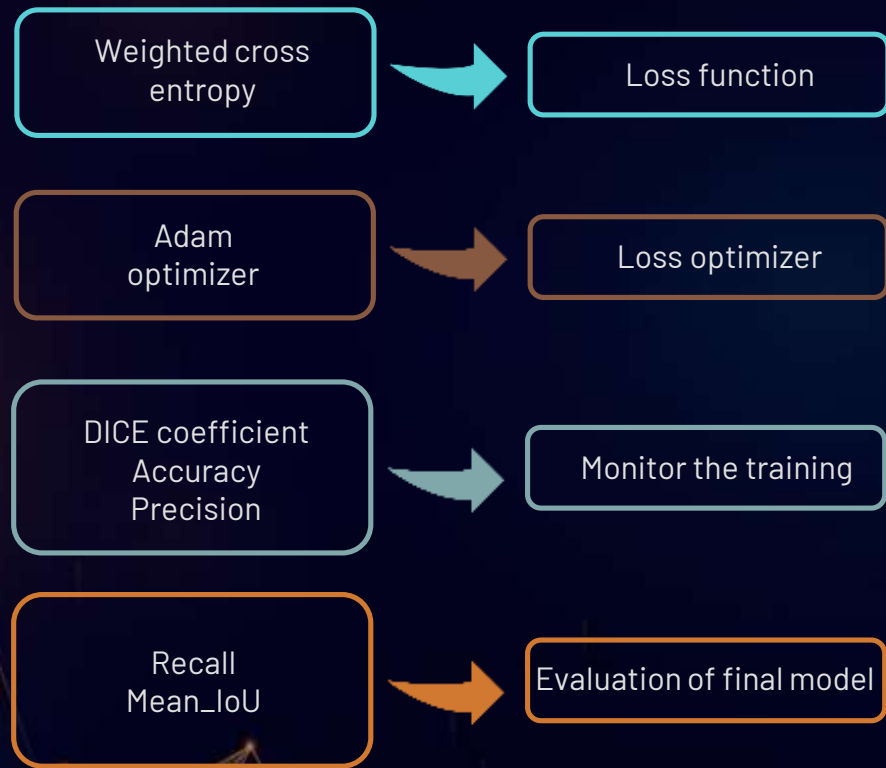 Weighted cross
entropy
Loss function
Adam
optimizer
Loss optimizer
DICE coefficient
Accuracy
Precision
Monitor the training
Recall
Mean_IoU
Evaluation of final model